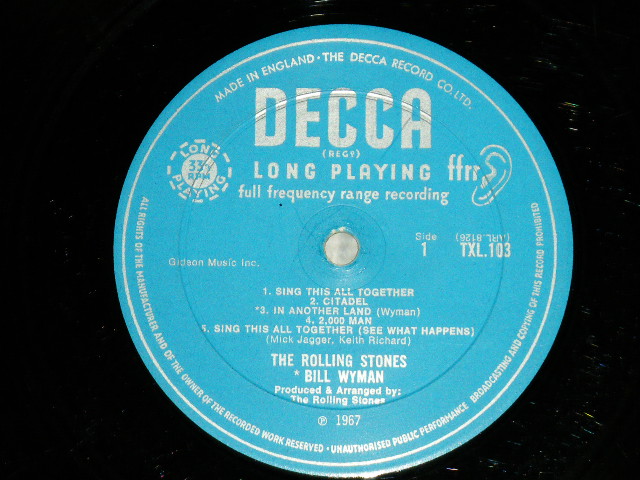 MADE IN ENGLAND · THE DECCA RECORD CO. LTD.
DECCA
(REGD)
LONG PLAYING
33⅓
RPM
LONG PLAYING ffrr
full frequency range recording
Side
1
(ARL.8126)
TXL.103
Gideon Music Inc.
1. SING THIS ALL TOGETHER
2. CITADEL
*3. IN ANOTHER LAND (Wyman)
4. 2,000 MAN
5. SING THIS ALL TOGETHER (SEE WHAT HAPPENS)
(Mick Jagger, Keith Richard)
THE ROLLING STONES
* BILL WYMAN
Produced & Arranged by:
The Rolling Stones
℗ 1967
ALL RIGHTS OF THE MANUFACTURER AND OF THE OWNER OF THE RECORDED WORK RESERVED · UNAUTHORISED PUBLIC PERFORMANCE BROADCASTING AND COPYING OF THIS RECORD PROHIBITED